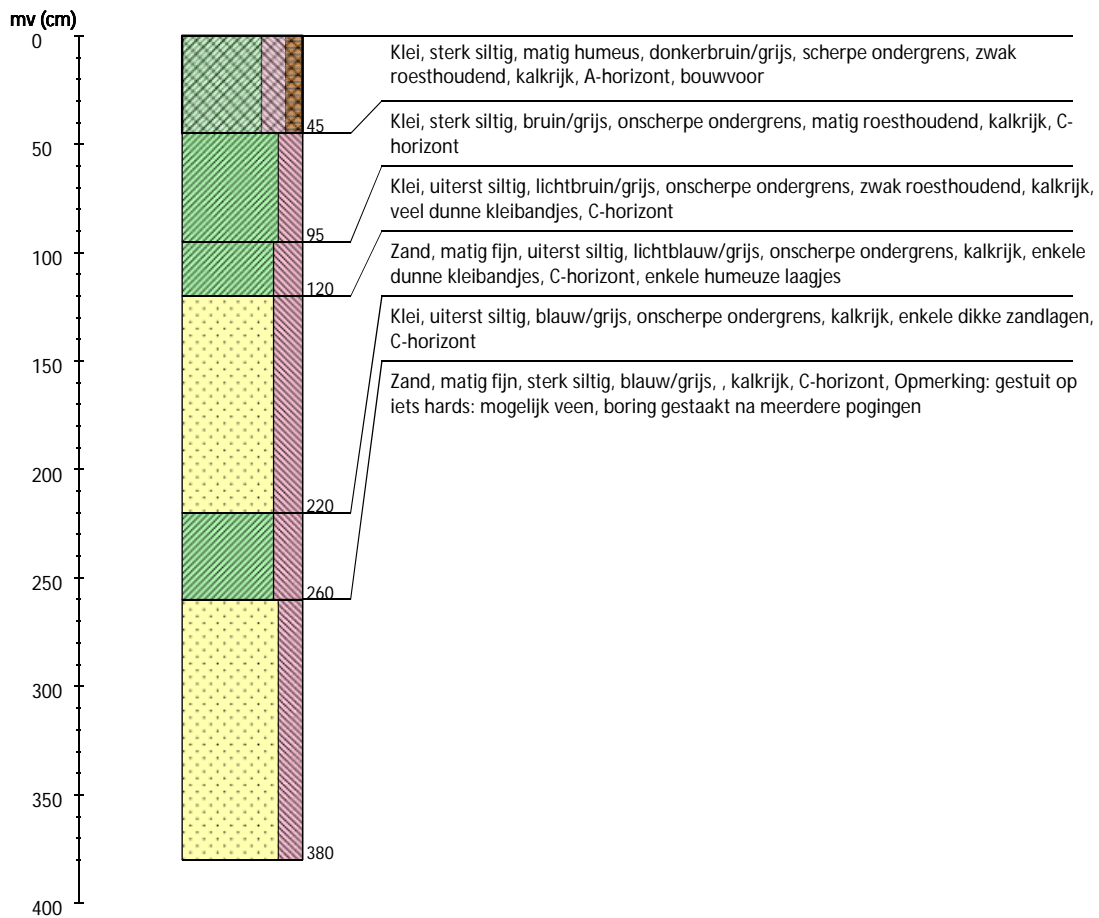 mv (cm)
0
Klei, sterk siltig, matig humeus, donkerbruin/grijs, scherpe ondergrens, zwak
roesthoudend, kalkrijk, A-horizont, bouwvoor
45
Klei, sterk siltig, bruin/grijs, onscherpe ondergrens, matig roesthoudend, kalkrijk, C-
horizont
50
Klei, uiterst siltig, lichtbruin/grijs, onscherpe ondergrens, zwak roesthoudend, kalkrijk,
veel dunne kleibandjes, C-horizont
95
100
Zand, matig fijn, uiterst siltig, lichtblauw/grijs, onscherpe ondergrens, kalkrijk, enkele
dunne kleibandjes, C-horizont, enkele humeuze laagjes
120
Klei, uiterst siltig, blauw/grijs, onscherpe ondergrens, kalkrijk, enkele dikke zandlagen,
C-horizont
150
Zand, matig fijn, sterk siltig, blauw/grijs, , kalkrijk, C-horizont, Opmerking: gestuit op
iets hards: mogelijk veen, boring gestaakt na meerdere pogingen
200
220
250
260
300
350
380
400